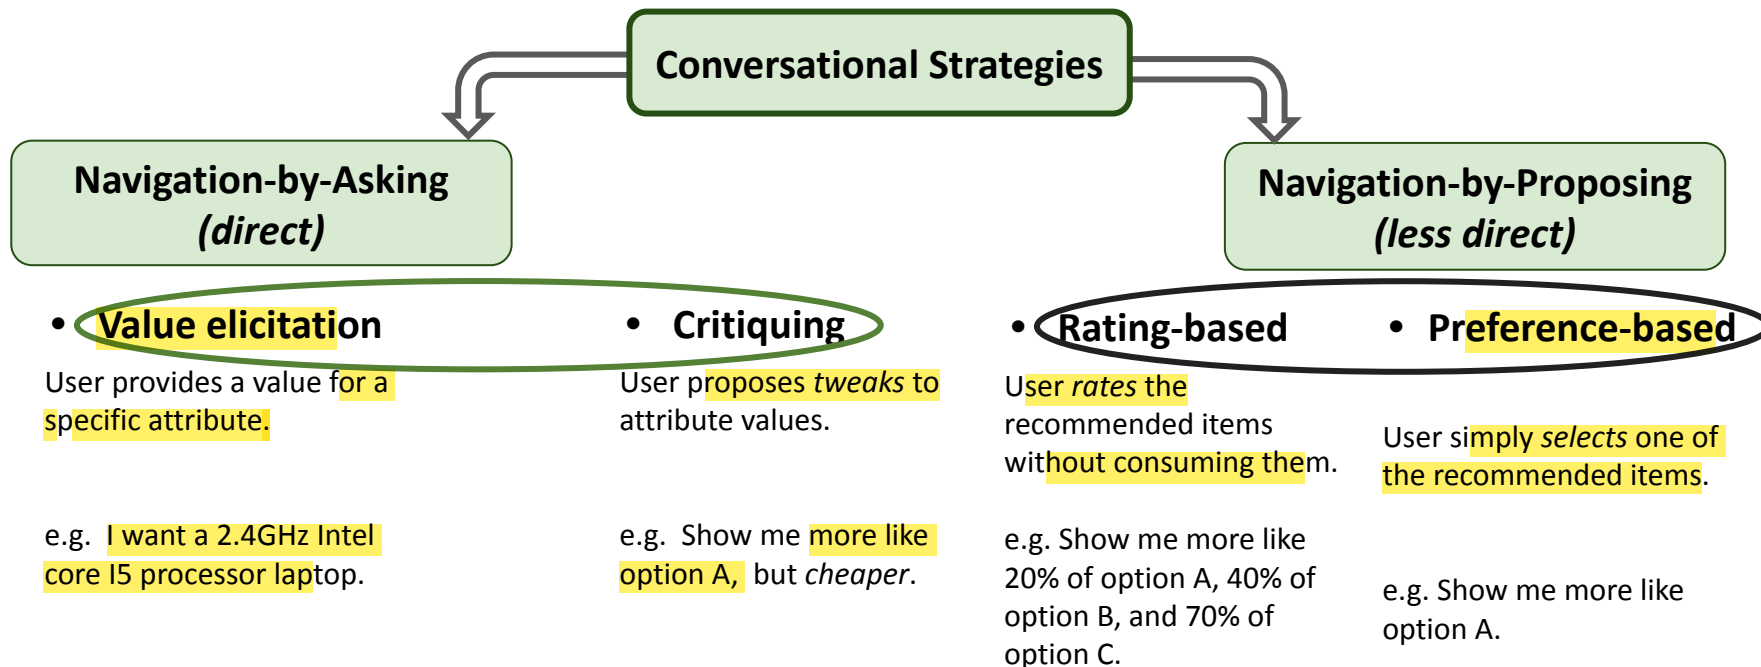 Conversational Strategies
Navigation-by-Asking
(direct)
Navigation-by-Proposing
(less direct)
• Value elicitation
User provides a value for a
specific attribute.
e.g. I want a 2.4GHz Intel
core I5 processor laptop.
• Critiquing
User proposes tweaks to
attribute values.
e.g. Show me more like
option A, but cheaper.
• Rating-based
User rates the
recommended items
without consuming them.
e.g. Show me more like
20% of option A, 40% of
option B, and 70% of
option C.
• Preference-based
User simply selects one of
the recommended items.
e.g. Show me more like
option A.